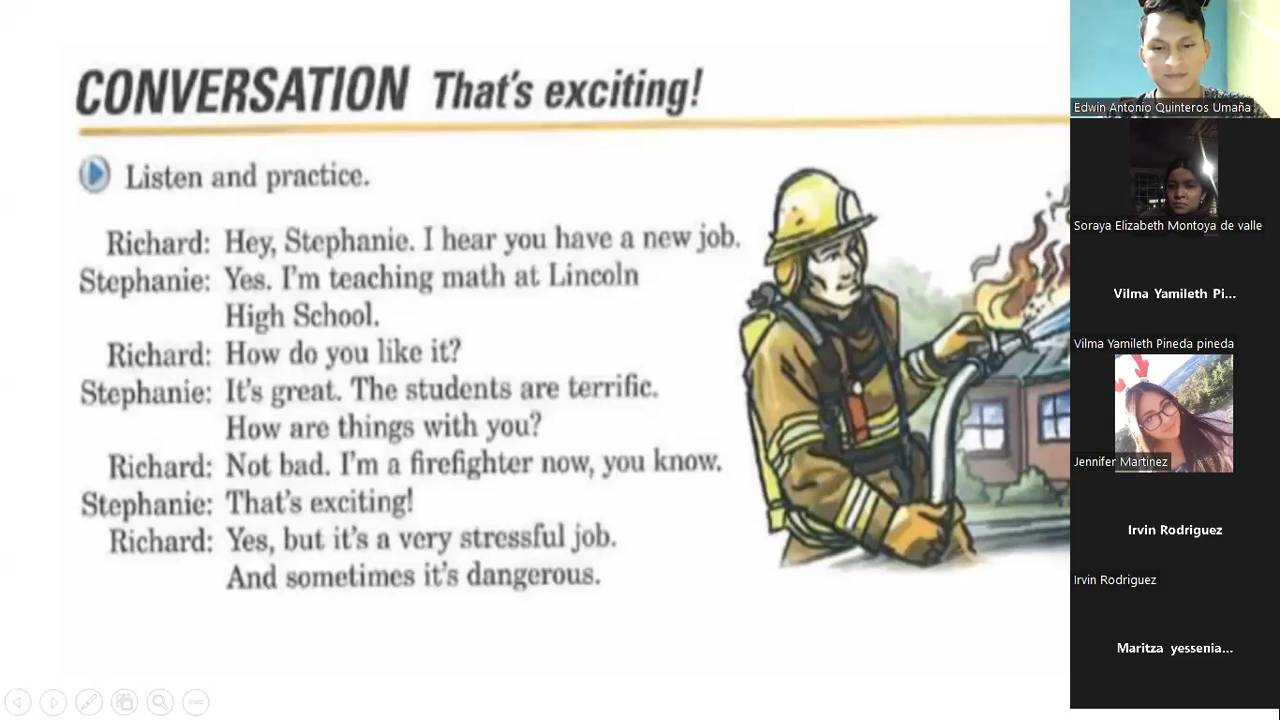 CONVERSATION That's exciting!
Listen and practice.
Richard: Hey, Stephanie. I hear you have a new job.
Stephanie: Yes. I'm teaching math at Lincoln
High School.
Richard: How do you like it?
Stephanie: It's great. The students are terrific.
How are things with you?
Richard: Not bad. I'm a firefighter now, you know.
Stephanie: That's exciting!
Richard: Yes, but it's a very stressful job.
And sometimes it's dangerous.
Edwin Antonio Quinteros Umaña
Soraya Elizabeth Montoya de valle
Vilma Yamileth Pi...
Vilma Yamileth Pineda pineda
Jennifer Martinez
Irvin Rodriguez
Irvin Rodriguez
Maritza yessenia...